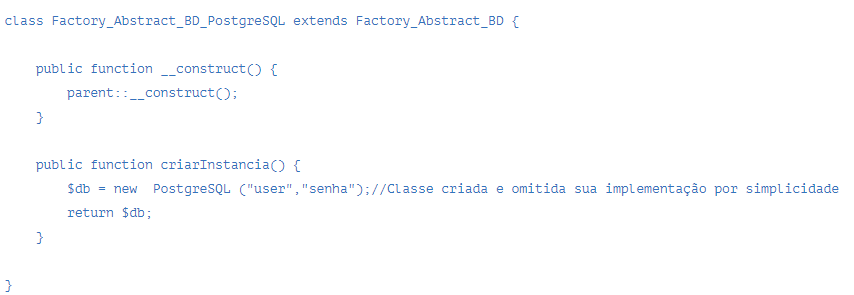 class Factory_Abstract_BD_PostgreSQL extends Factory_Abstract_BD {
public function __construct() {
parent::__construct();
}
public function criarInstancia() {
$db = new  PostgreSQL ("user","senha");//Classe criada e omitida sua implementação por simplicidade
return $db;
}
}